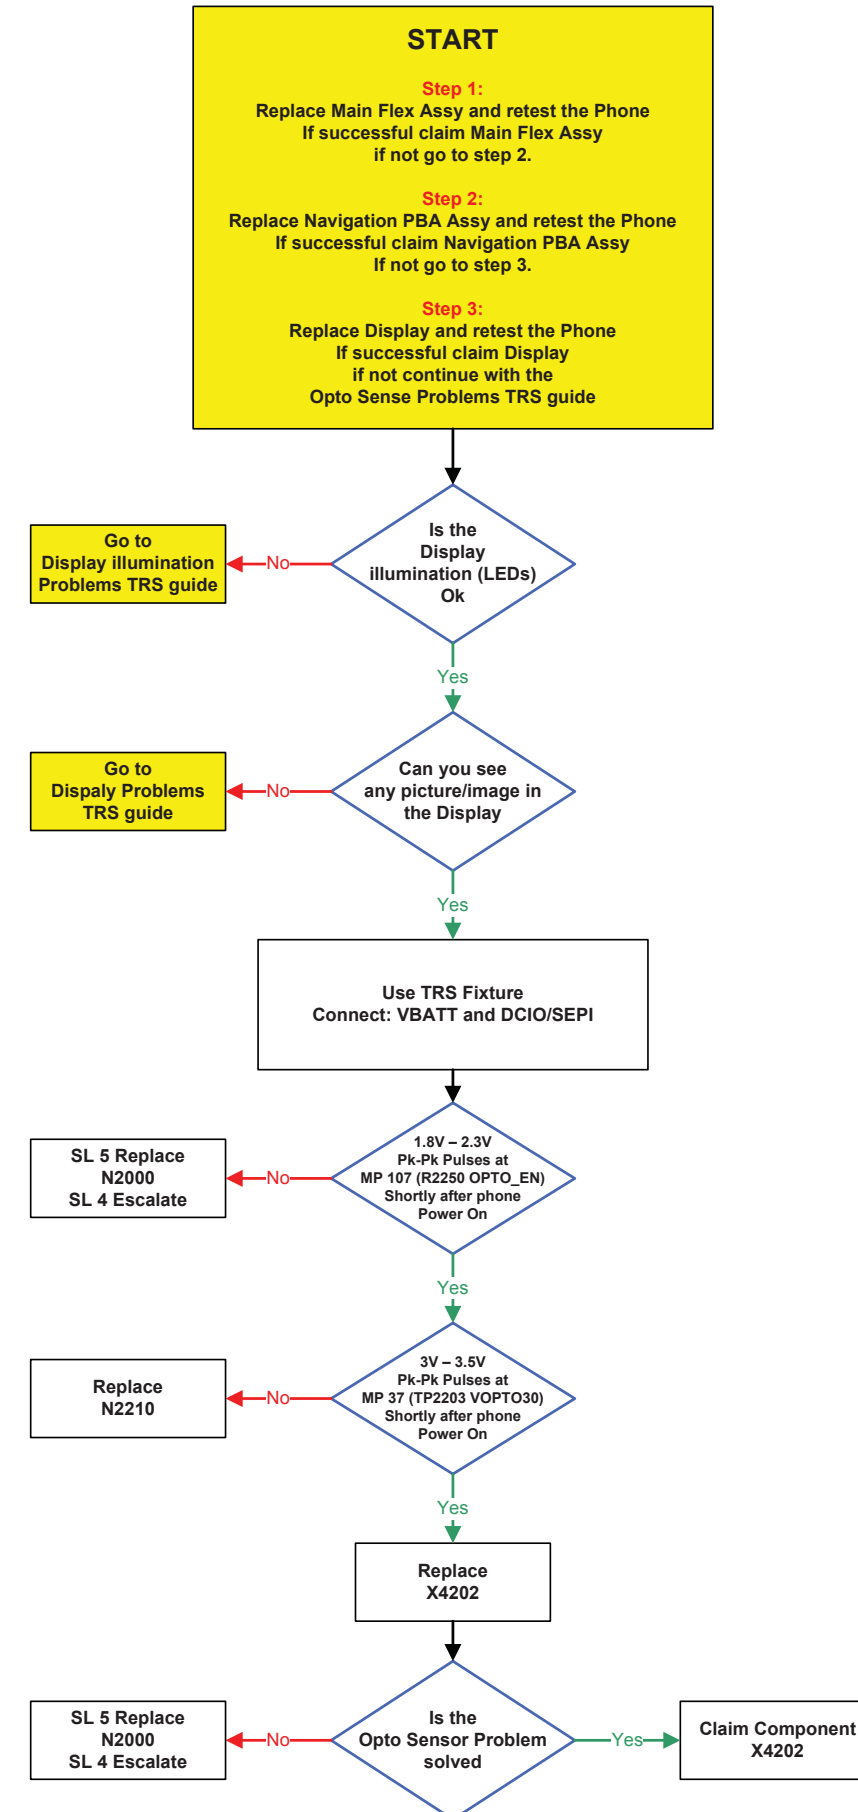 START
Step 1:
Replace Main Flex Assy and retest the Phone
If successful claim Main Flex Assy
if not go to step 2.
Step 2:
Replace Navigation PBA Assy and retest the Phone
If successful claim Navigation PBA Assy
If not go to step 3.
Step 3:
Replace Display and retest the Phone
If successful claim Display
if not continue with the
Opto Sense Problems TRS guide
Is the
Display
illumination (LEDs)
Ok
No
Go to
Display illumination
Problems TRS guide
Yes
Can you see
any picture/image in
the Display
No
Go to
Dispaly Problems
TRS guide
Yes
Use TRS Fixture
Connect: VBATT and DCIO/SEPI
1.8V – 2.3V
Pk-Pk Pulses at
MP 107 (R2250 OPTO_EN)
Shortly after phone
Power On
No
SL 5 Replace
N2000
SL 4 Escalate
Yes
3V – 3.5V
Pk-Pk Pulses at
MP 37 (TP2203 VOPTO30)
Shortly after phone
Power On
No
Replace
N2210
Yes
Replace
X4202
Is the
Opto Sensor Problem
solved
No
SL 5 Replace
N2000
SL 4 Escalate
Yes
Claim Component
X4202